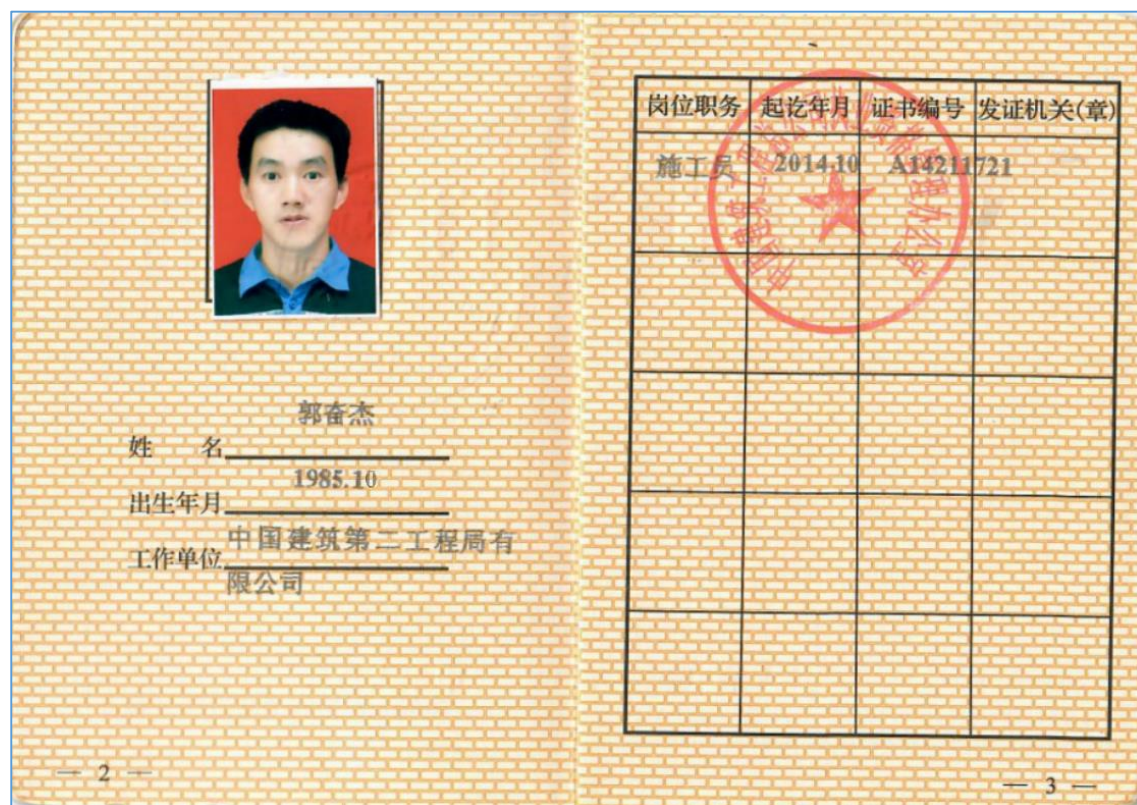 郭奋杰
姓 名
1985.10
出生年月
中国建筑第二工程局有
工作单位
限公司
— 2 —
岗位职务 起讫年月 证书编号 发证机关(章)
施工员 2014.10 A14211721
— 3 —